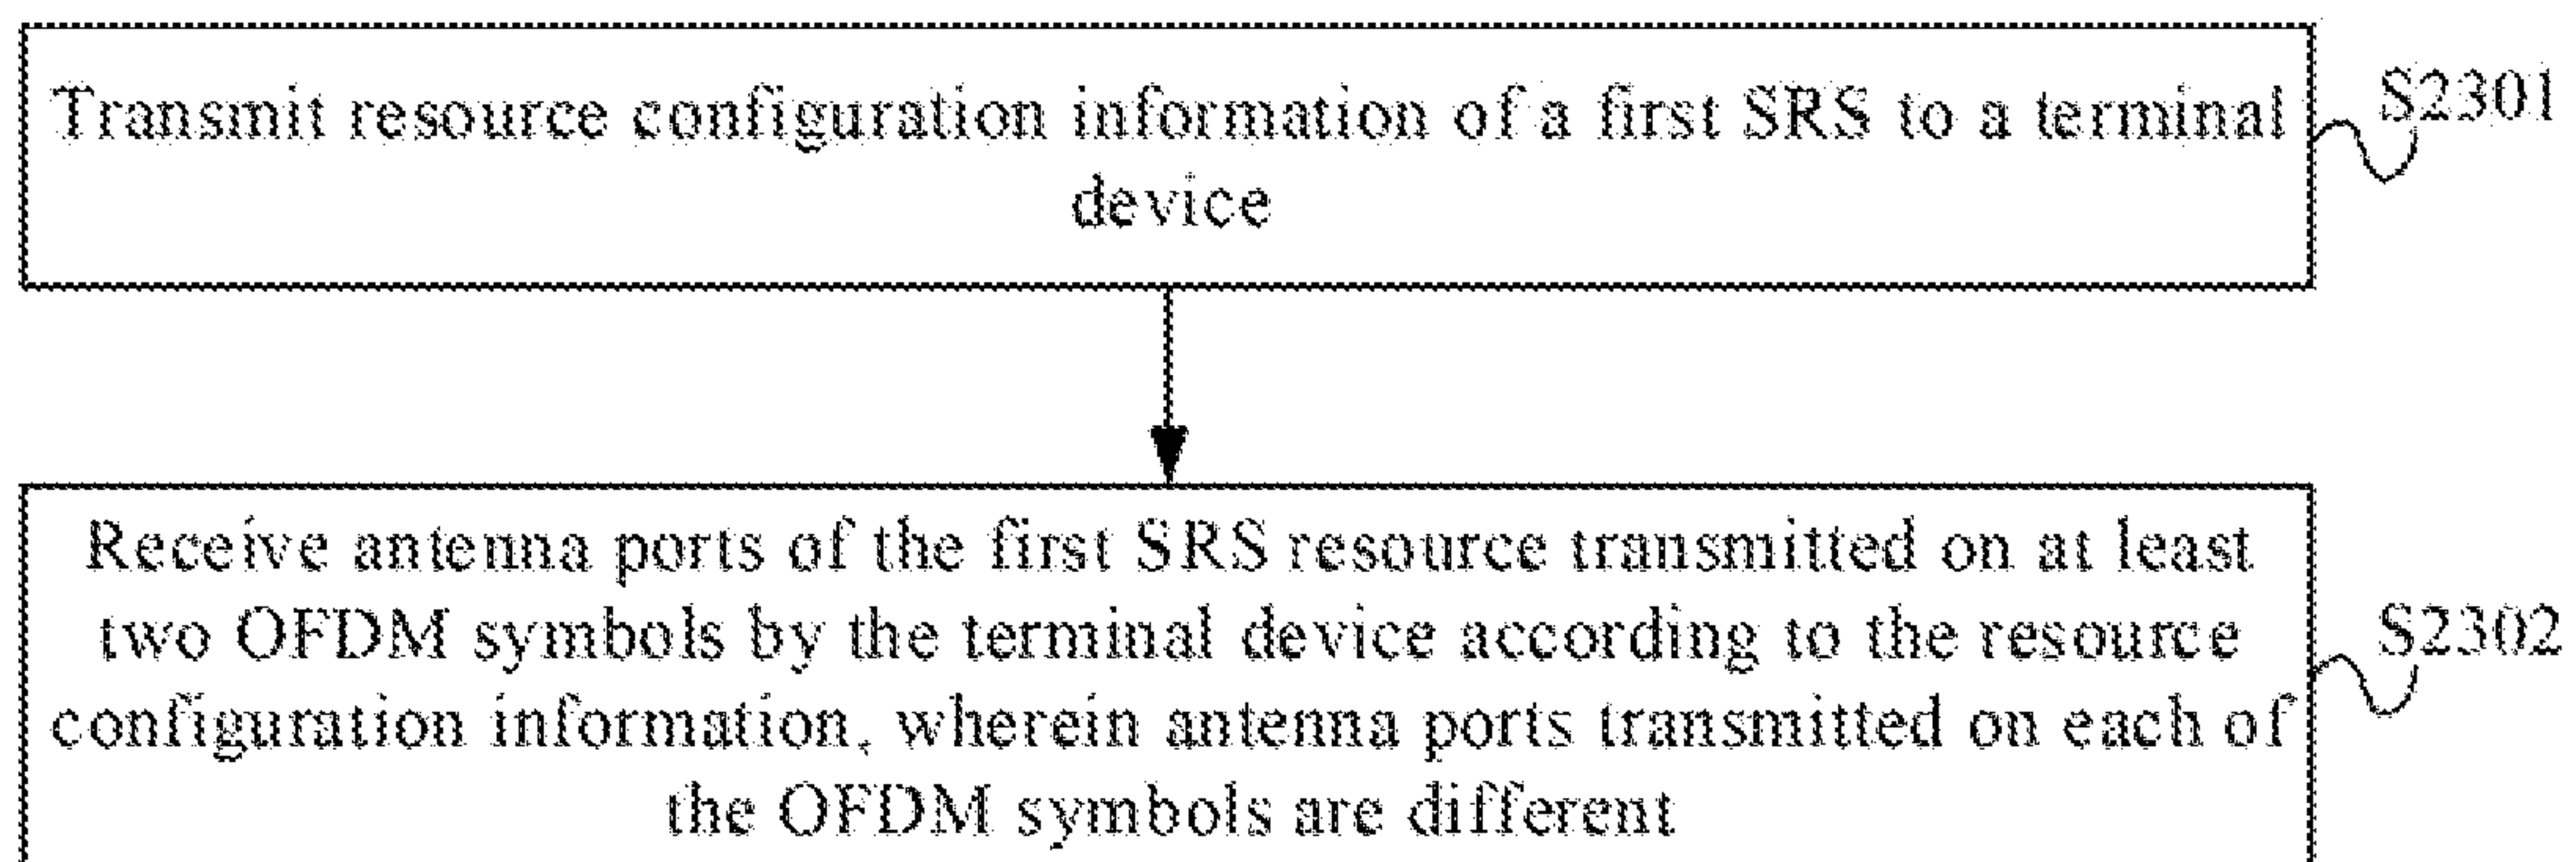 Transmit resource configuration information of a first SRS to a terminal
device
S2301
Receive antenna ports of the first SRS resource transmitted on at least
two OFDM symbols by the terminal device according to the resource
configuration information, wherein antenna ports transmitted on each of
the OFDM symbols are different
S2302